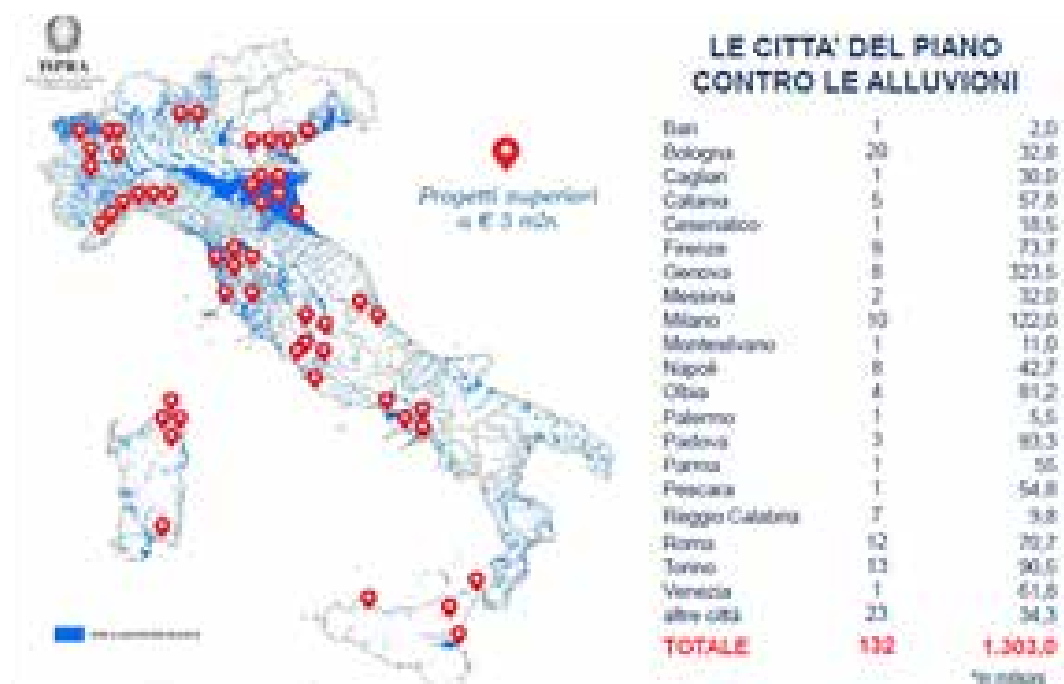 ISPRA
LE CITTA' DEL PIANO
CONTRO LE ALLUVIONI
Progetti superiori
a € 3 mln.
Bari 1 2,0
Bologna 20 32,8
Cagliari 1 30,0
Catania 5 57,8
Cesenatico 1 18,5
Firenze 9 73,7
Genova 8 323,5
Messina 2 32,0
Milano 10 122,0
Montesilvano 1 11,0
Napoli 8 42,7
Olbia 4 81,2
Palermo 1 5,5
Padova 3 93,3
Parma 1 55
Pescara 1 54,8
Reggio Calabria 7 9,8
Roma 12 70,7
Torino 13 90,5
Venezia 1 61,8
altre città 23 34,3
TOTALE 132 1.303,0
*in milioni